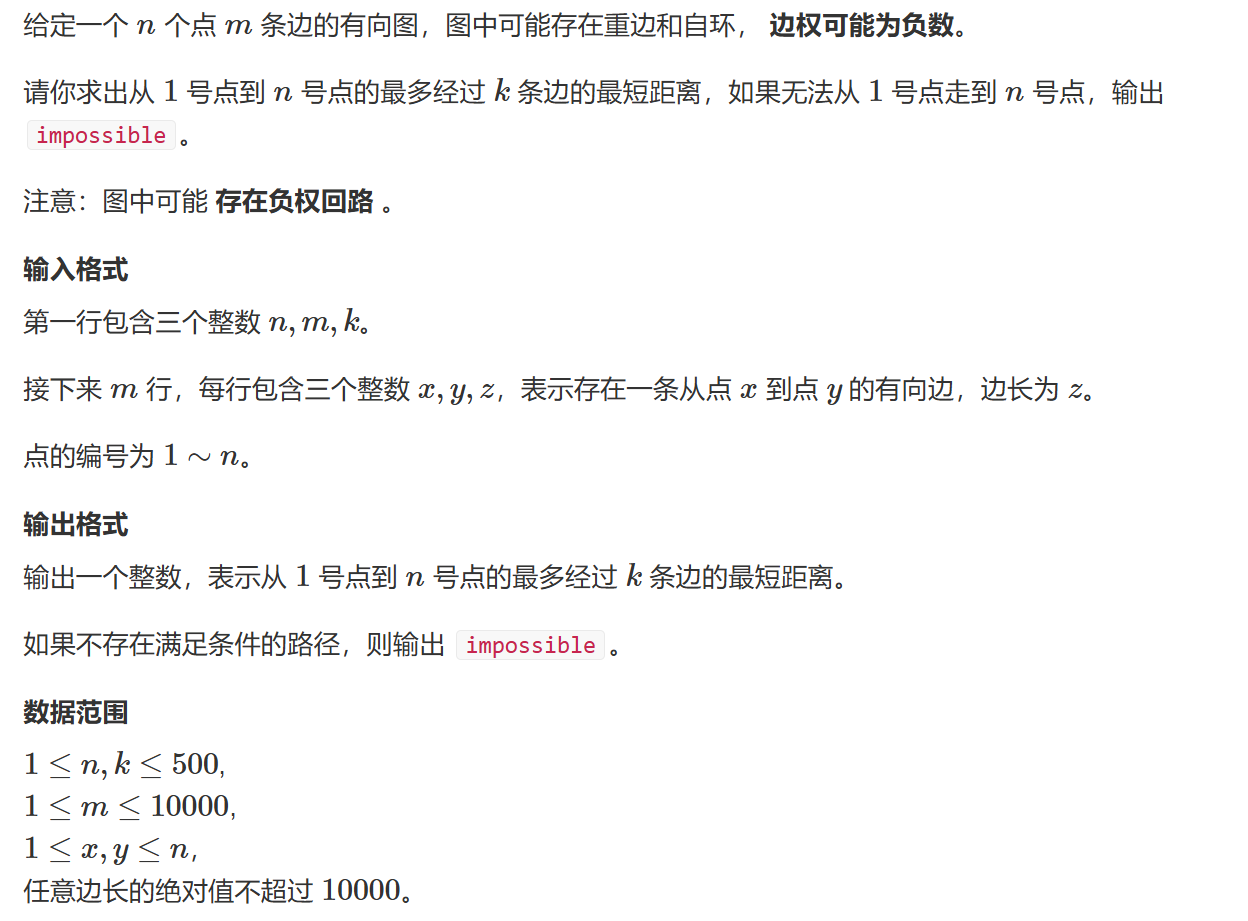 给定一个 n 个点 m 条边的有向图，图中可能存在重边和自环， 边权可能为负数。
请你求出从 1 号点到 n 号点的最多经过 k 条边的最短距离，如果无法从 1 号点走到 n 号点，输出
impossible 。
注意：图中可能 存在负权回路 。
输入格式
第一行包含三个整数 n, m, k。
接下来 m 行，每行包含三个整数 x, y, z，表示存在一条从点 x 到点 y 的有向边，边长为 z。
点的编号为 1 ∼ n。
输出格式
输出一个整数，表示从 1 号点到 n 号点的最多经过 k 条边的最短距离。
如果不存在满足条件的路径，则输出 impossible 。
数据范围
1 ≤ n, k ≤ 500,
1 ≤ m ≤ 10000,
1 ≤ x, y ≤ n，
任意边长的绝对值不超过 10000。